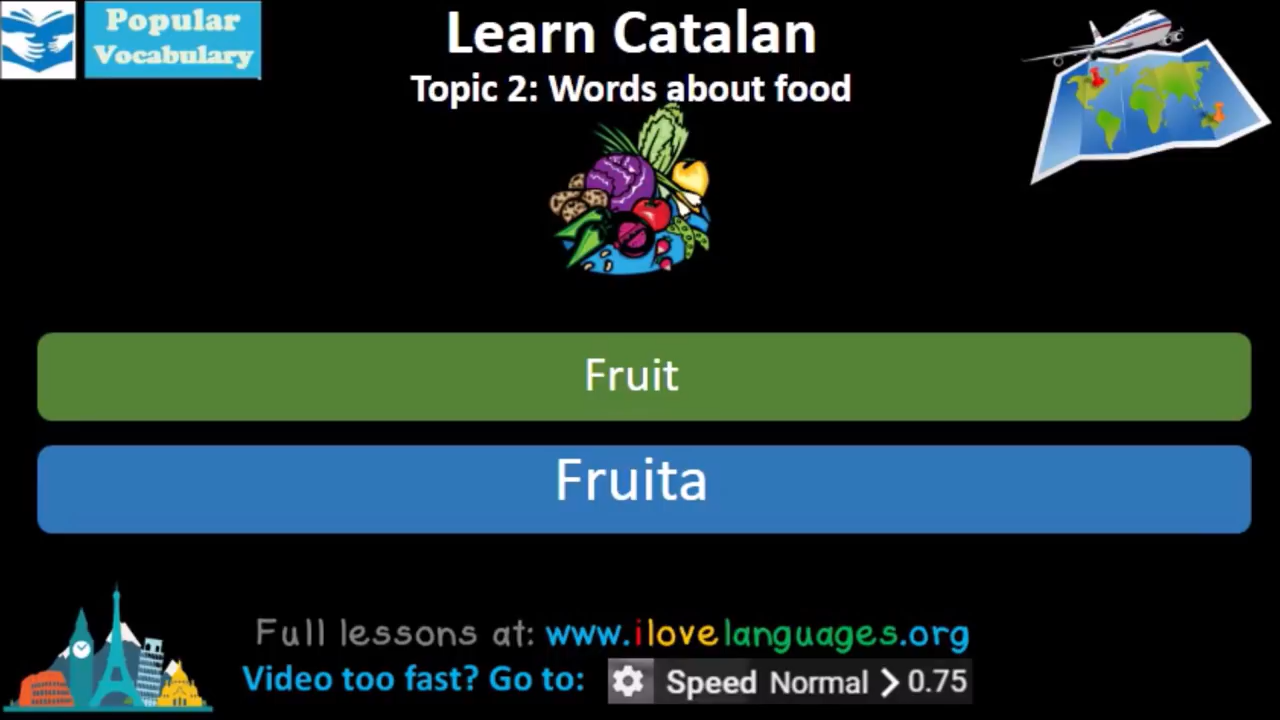 Popular
Vocabulary
Learn Catalan
Topic 2: Words about food
Fruit
Fruita
Full lessons at: www.ilovelanguages.org
Video too fast? Go to: Speed Normal > 0.75